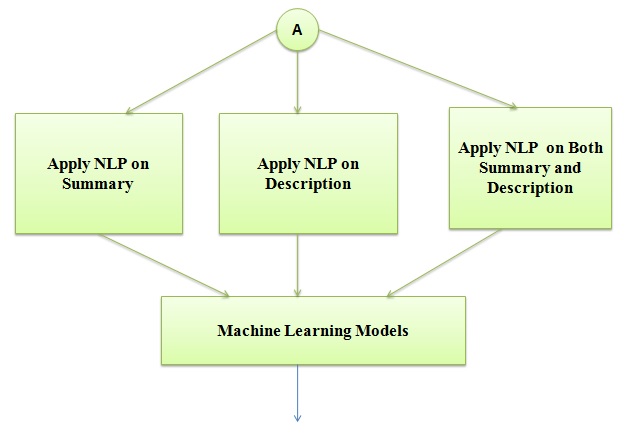 A
Apply NLP on
Summary
Apply NLP on
Description
Apply NLP on Both
Summary and
Description
Machine Learning Models